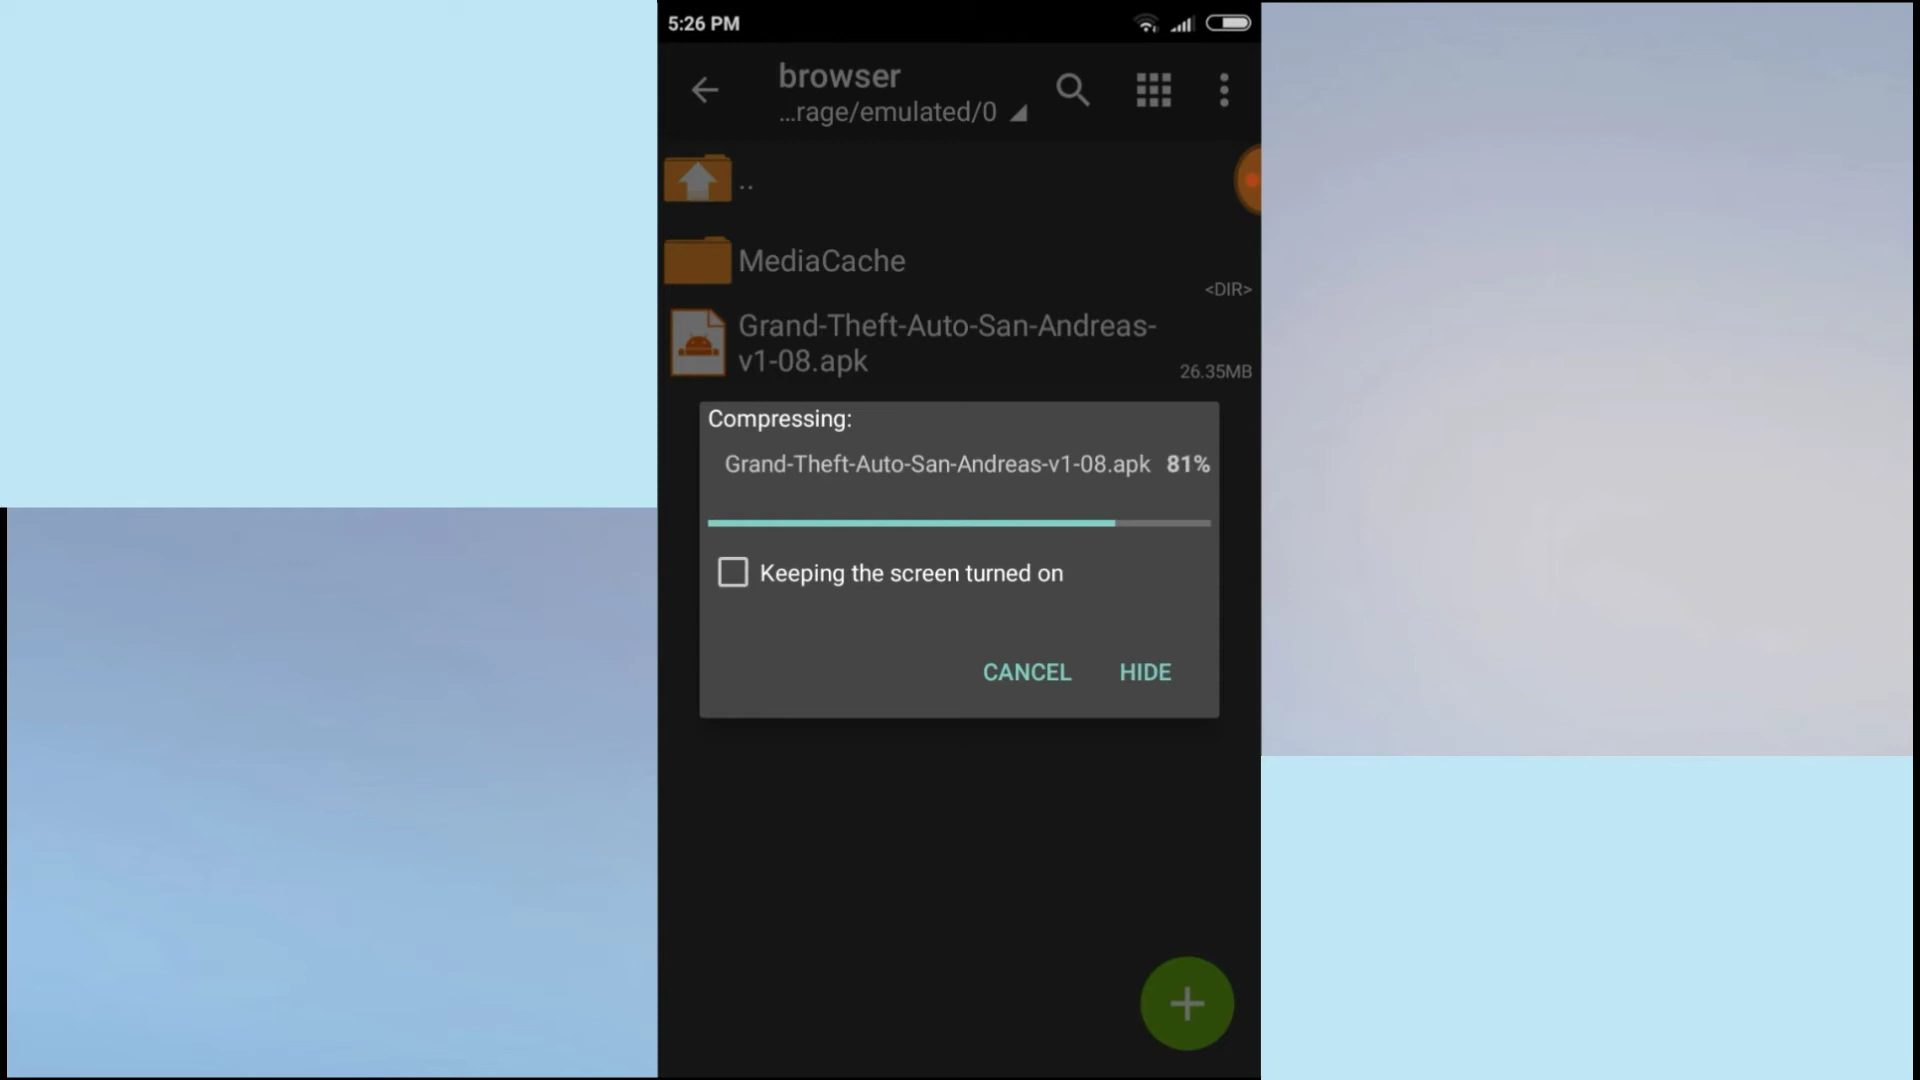 5:26 PM
browser
...rage/emulated/0
..
MediaCache
<DIR>
Grand-Theft-Auto-San-Andreas-
v1-08.apk
26.35MB
Compressing:
Grand-Theft-Auto-San-Andreas-v1-08.apk 81%
Keeping the screen turned on
CANCEL HIDE